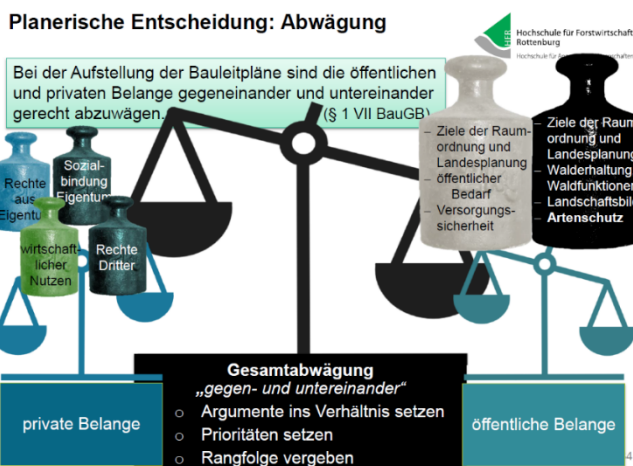 Planerische Entscheidung: Abwägung
Hochschule für Forstwirtschaft
Rottenburg
Bei der Aufstellung der Bauleitpläne sind die öffentlichen
und privaten Belange gegeneinander und untereinander
gerecht abzuwägen.
(§ 1 VII BauGB)
Rechte
aus
Eigentum
Sozial-
bindung
Eigentum
wirtschaft-
licher
Nutzen
Rechte
Dritter
– Ziele der Raum-
ordnung und
Landesplanung
– öffentlicher
Bedarf
– Versorgungs-
sicherheit
– Ziele der Raum-
ordnung und
Landesplanung
– Walderhaltung
Waldfunktionen
– Landschaftsbild
– Artenschutz
Gesamtabwägung
„gegen- und untereinander“
○ Argumente ins Verhältnis setzen
○ Prioritäten setzen
○ Rangfolge vergeben
private Belange
öffentliche Belange
4